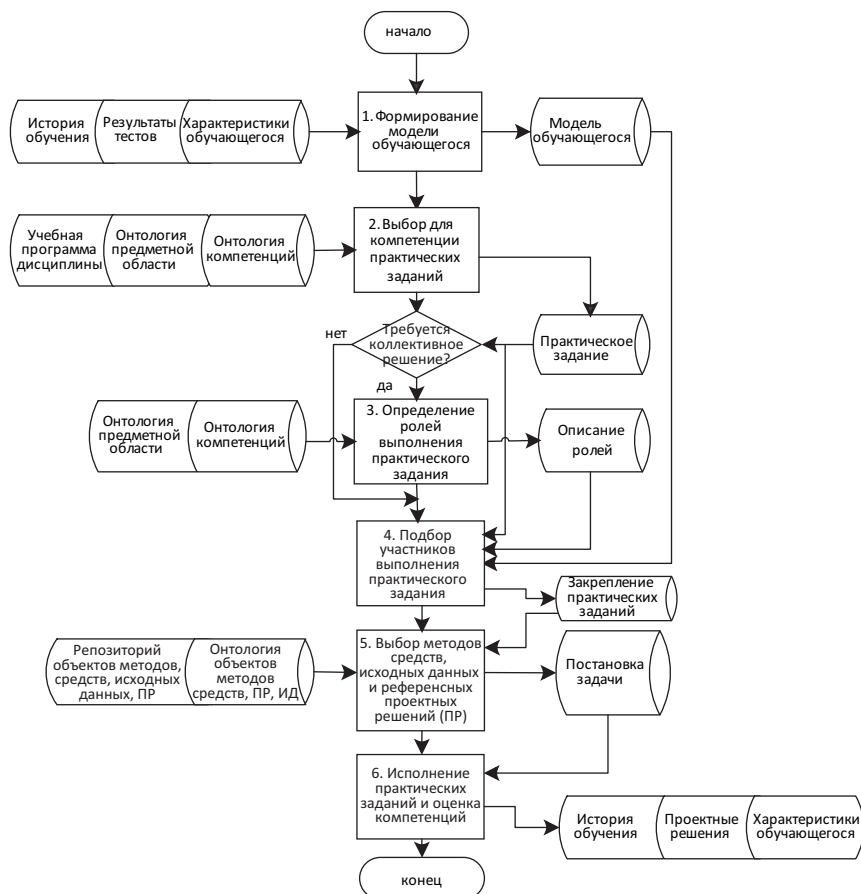 начало
История
обучения
Результаты
тестов
Характеристики
обучающегося
1. Формирование
модели
обучающегося
Модель
обучающегося
Учебная
программа
дисциплины
Онтология
предметной
области
Онтология
компетенций
2. Выбор для
компетенции
практических
заданий
нет
Требуется
коллективное
решение?
Практическое
задание
да
Онтология
предметной
области
Онтология
компетенций
3. Определение
ролей
выполнения
практического
задания
Описание
ролей
4. Подбор
участников
выполнения
практического
задания
Закрепление
практических
заданий
Репозиторий
объектов методов,
средств, исходных
данных, ПР
Онтология
объектов
методов
средств, ПР, ИД
5. Выбор методов
средств,
исходных данных
и референсных
проектных
решений (ПР)
Постановка
задачи
6. Исполнение
практических
заданий и оценка
компетенций
История
обучения
Проектные
решения
Характеристики
обучающегося
конец